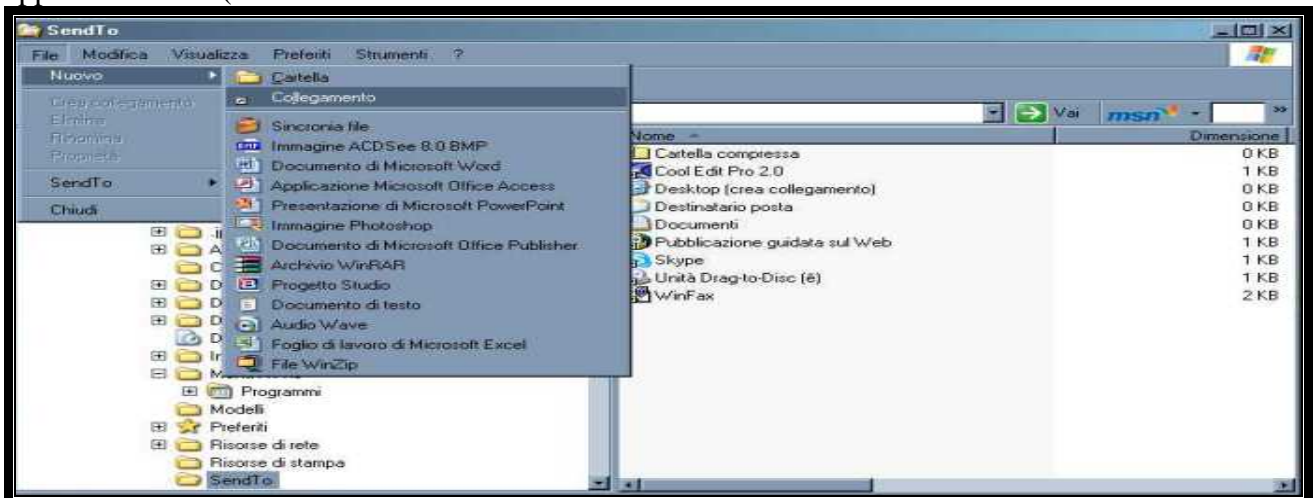 SendTo
File Modifica Visualizza Preferiti Strumenti ?
Nuovo
Crea collegamento
Elimina
Rinomina
Proprietà
SendTo
Chiudi
Cartella
Collegamento
Sincronia file
Immagine ACDSee 8.0 BMP
Documento di Microsoft Word
Applicazione Microsoft Office Access
Presentazione di Microsoft PowerPoint
Immagine Photoshop
Documento di Microsoft Office Publisher
Archivio WinRAR
Progetto Studio
Documento di testo
Audio Wave
Foglio di lavoro di Microsoft Excel
File WinZip
Programmi
Modelli
Preferiti
Risorse di rete
Risorse di stampa
SendTo
Vai msn
Nome Dimensione
Cartella compressa 0 KB
Cool Edit Pro 2.0 1 KB
Desktop (crea collegamento) 0 KB
Destinatario posta 0 KB
Documenti 0 KB
Pubblicazione guidata sul Web 1 KB
Skype 1 KB
Unità Drag-to-Disc (ê) 1 KB
WinFax 2 KB